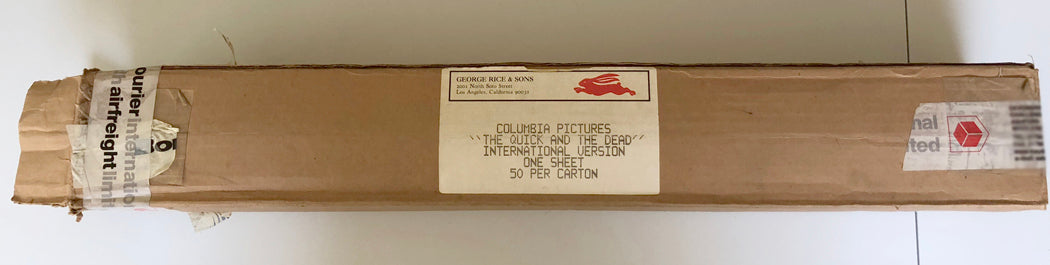 ourier internatio
airfreight limi
GEORGE RICE & SONS
2001 North Soto Street
Los Angeles, California 90032
COLUMBIA PICTURES
``THE QUICK AND THE DEAD´´
INTERNATIONAL VERSION
ONE SHEET
50 PER CARTON
nal
ted